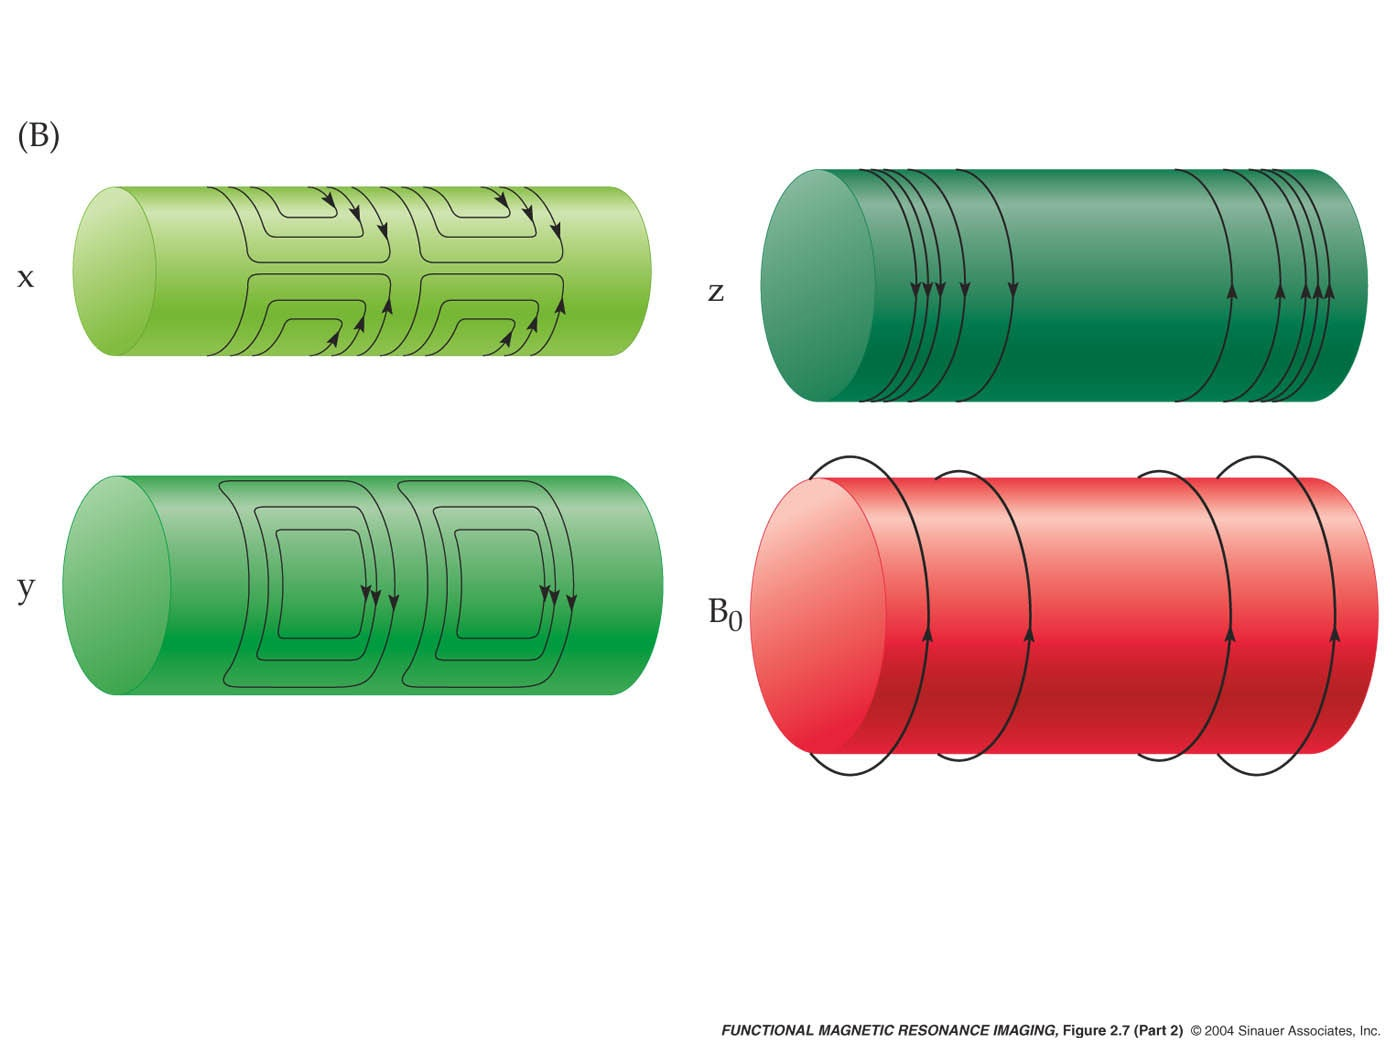 (B)
x
z
y
B0
FUNCTIONAL MAGNETIC RESONANCE IMAGING, Figure 2.7 (Part 2) © 2004 Sinauer Associates, Inc.